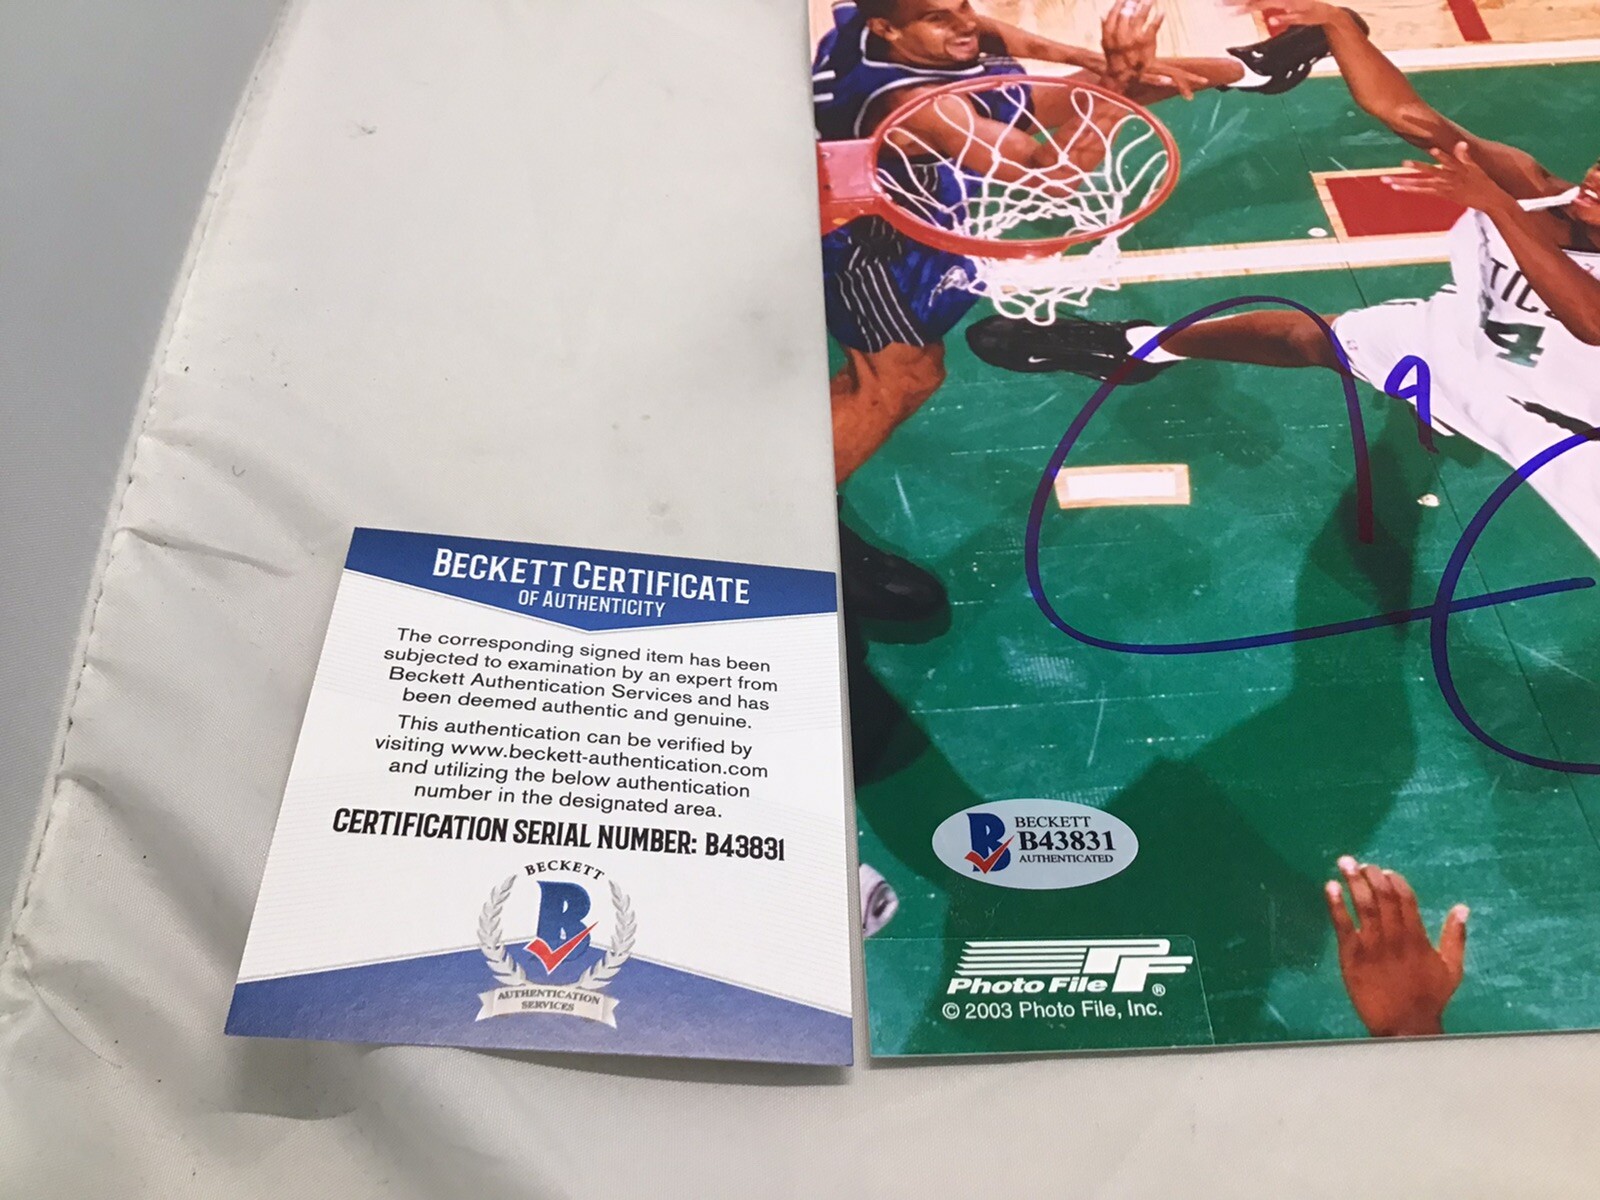 BECKETT CERTIFICATE
OF AUTHENTICITY
The corresponding signed item has been
subjected to examination by an expert from
Beckett Authentication Services and has
been deemed authentic and genuine.
This authentication can be verified by
visiting www.beckett-authentication.com
and utilizing the below authentication
number in the designated area.
CERTIFICATION SERIAL NUMBER: B43831
BECKETT
B
AUTHENTICATION
SERVICES
TIC
4
BECKETT
B43831
AUTHENTICATED
B
PF
Photo File ®
© 2003 Photo File, Inc.